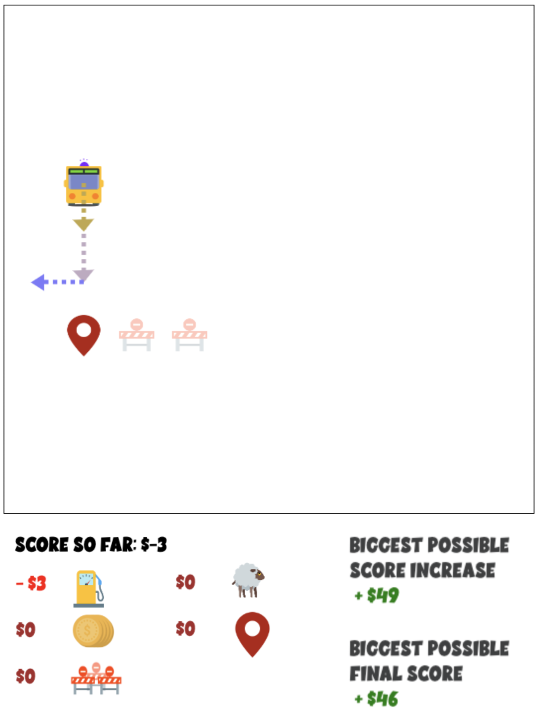 SCORE SO FAR: $-3
- $3
$0
$0
$0
$0
BIGGEST POSSIBLE
SCORE INCREASE
+ $49
BIGGEST POSSIBLE
FINAL SCORE
+ $46